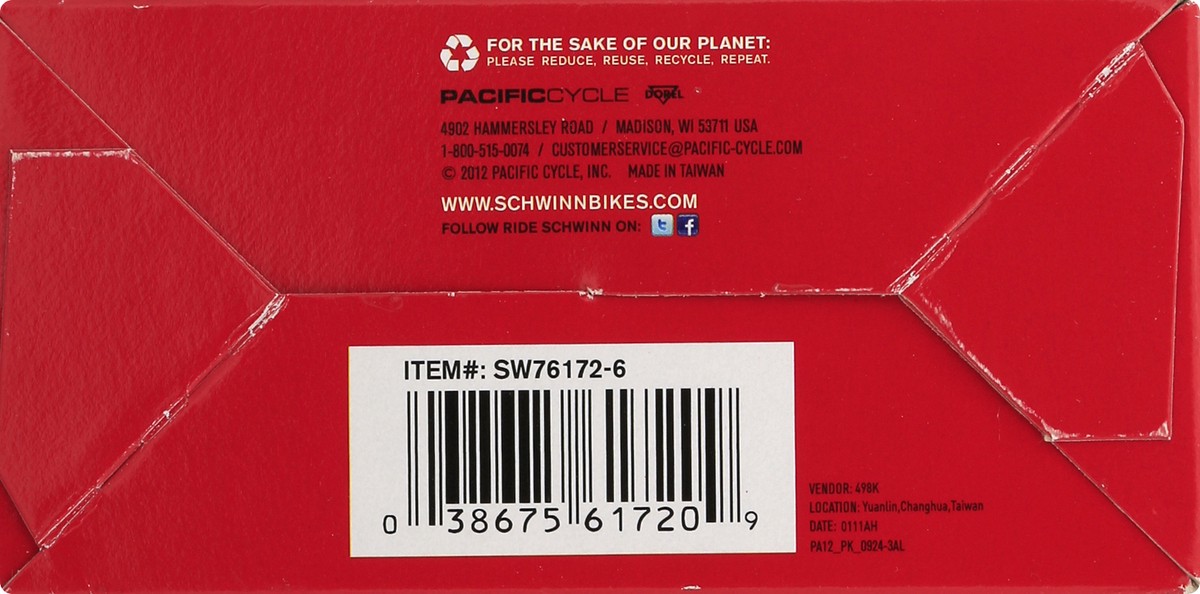 FOR THE SAKE OF OUR PLANET:
PLEASE REDUCE, REUSE, RECYCLE, REPEAT.
PACIFICCYCLE DOREL
4902 HAMMERSLEY ROAD / MADISON, WI 53711 USA
1-800-515-0074 / CUSTOMERSERVICE@PACIFIC-CYCLE.COM
© 2012 PACIFIC CYCLE, INC. MADE IN TAIWAN
WWW.SCHWINNBIKES.COM
FOLLOW RIDE SCHWINN ON: t f
ITEM#: SW76172-6
0 38675 61720 9
VENDOR: 498K
LOCATION: Yuanlin,Changhua,Taiwan
DATE: 0111AH
PA12_PK_0924-3AL